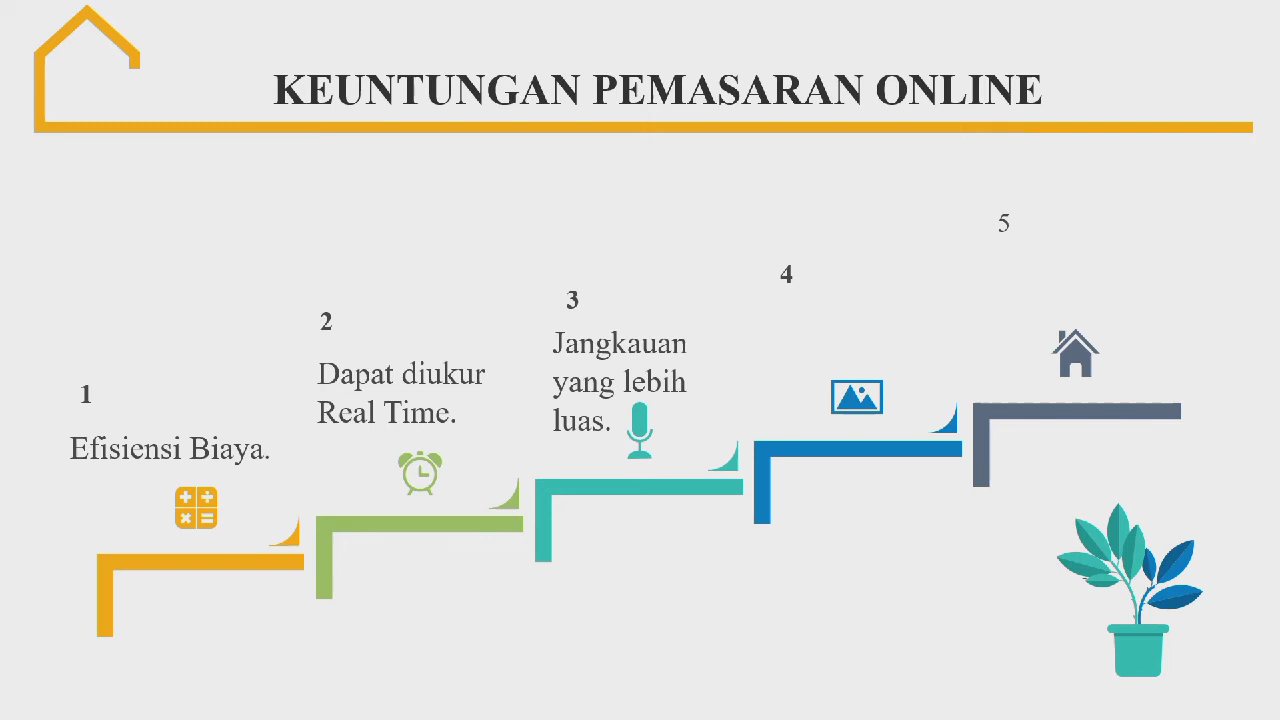 KEUNTUNGAN PEMASARAN ONLINE
1
Efisiensi Biaya.
2
Dapat diukur
Real Time.
3
Jangkauan
yang lebih
luas.
4
5